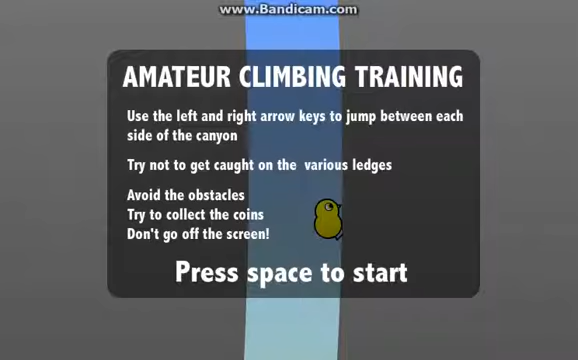 www.Bandicam.com
AMATEUR CLIMBING TRAINING
Use the left and right arrow keys to jump between each
side of the canyon
Try not to get caught on the various ledges
Avoid the obstacles
Try to collect the coins
Don't go off the screen!
Press space to start